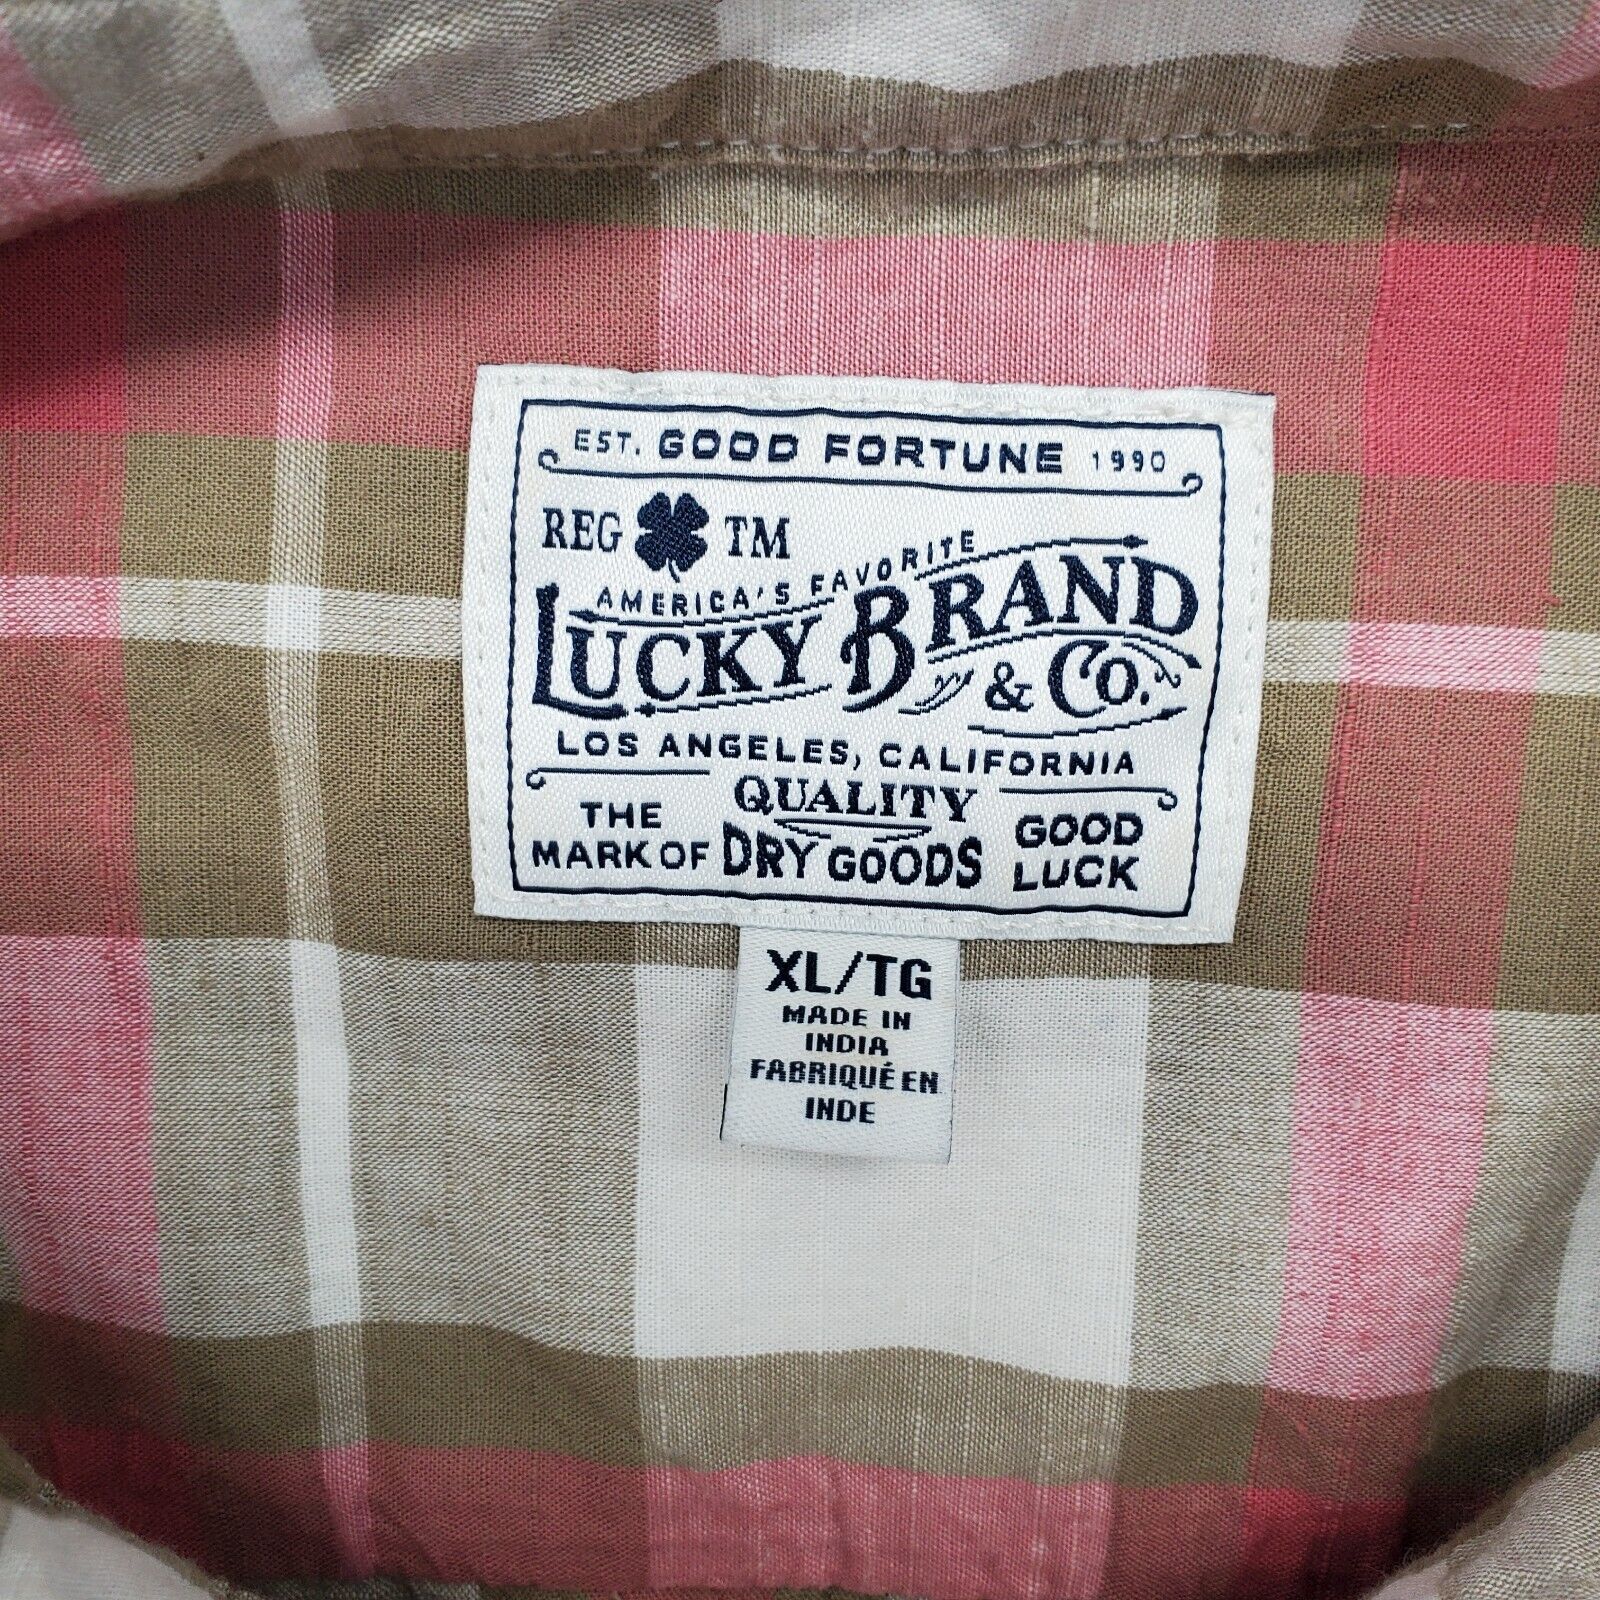 EST. GOOD FORTUNE 1990
REG TM
AMERICA'S FAVORITE
LUCKY BRAND
& CO.
LOS ANGELES, CALIFORNIA
THE MARK OF
QUALITY
DRY GOODS
GOOD LUCK
XL/TG
MADE IN
INDIA
FABRIQUÉ EN
INDE